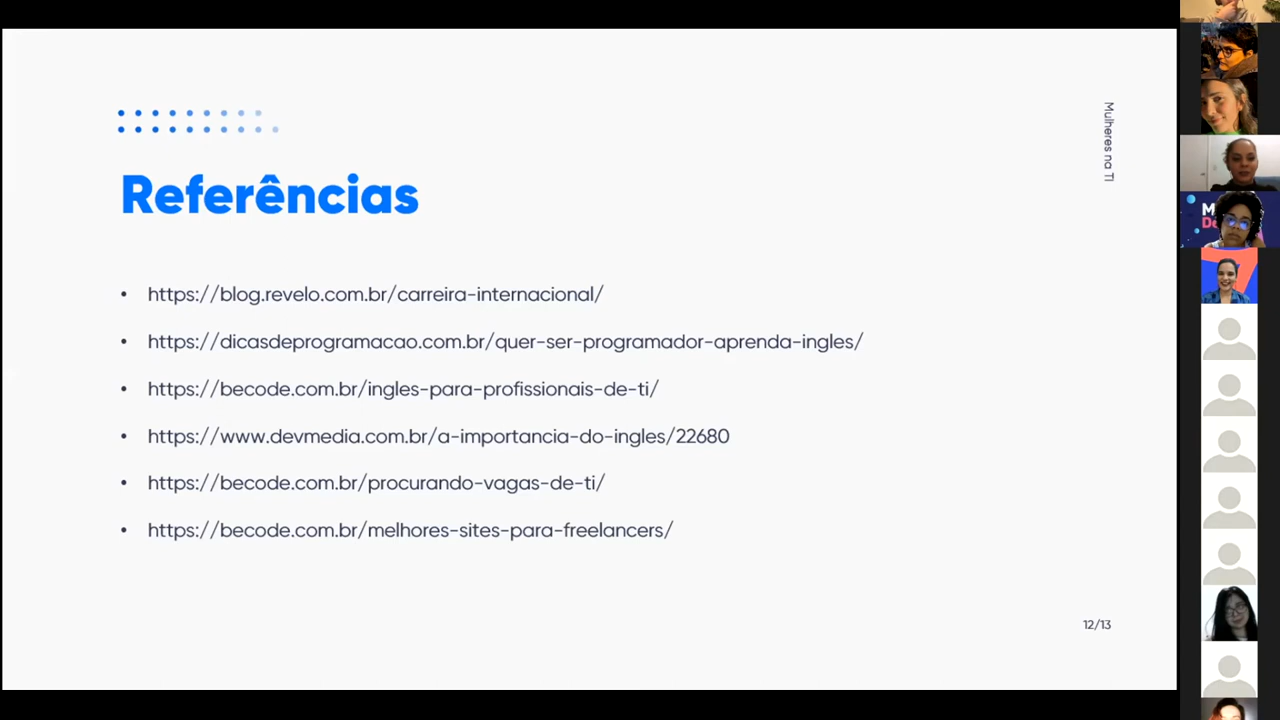 Mulheres na TI
Referências
• https://blog.revelo.com.br/carreira-internacional/
• https://dicasdeprogramacao.com.br/quer-ser-programador-aprenda-ingles/
• https://becode.com.br/ingles-para-profissionais-de-ti/
• https://www.devmedia.com.br/a-importancia-do-ingles/22680
• https://becode.com.br/procurando-vagas-de-ti/
• https://becode.com.br/melhores-sites-para-freelancers/
12/13